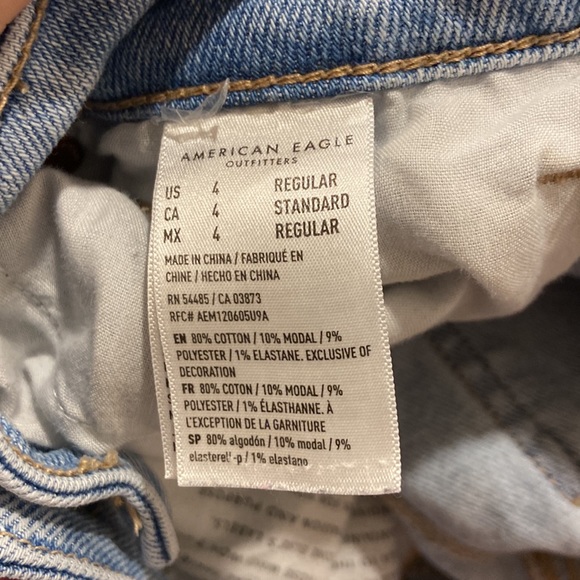 AMERICAN EAGLE
OUTFITTERS
US 4 REGULAR
CA 4 STANDARD
MX 4 REGULAR
MADE IN CHINA / FABRIQUÉ EN
CHINE / HECHO EN CHINA
RN 54485 / CA 03873
RFC# AEM120605U9A
EN 80% COTTON / 10% MODAL / 9%
POLYESTER / 1% ELASTANE. EXCLUSIVE OF
DECORATION
FR 80% COTON / 10% MODAL / 9%
POLYESTER / 1% ÉLASTHANNE. À
L'EXCEPTION DE LA GARNITURE
SP 80% algodón / 10% modal / 9%
elasterell-p / 1% elastano